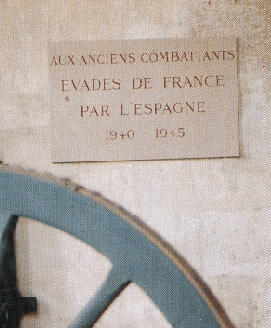 AUX ANCIENS COMBATTANTS
EVADES DE FRANCE
PAR L'ESPAGNE
1940 1945